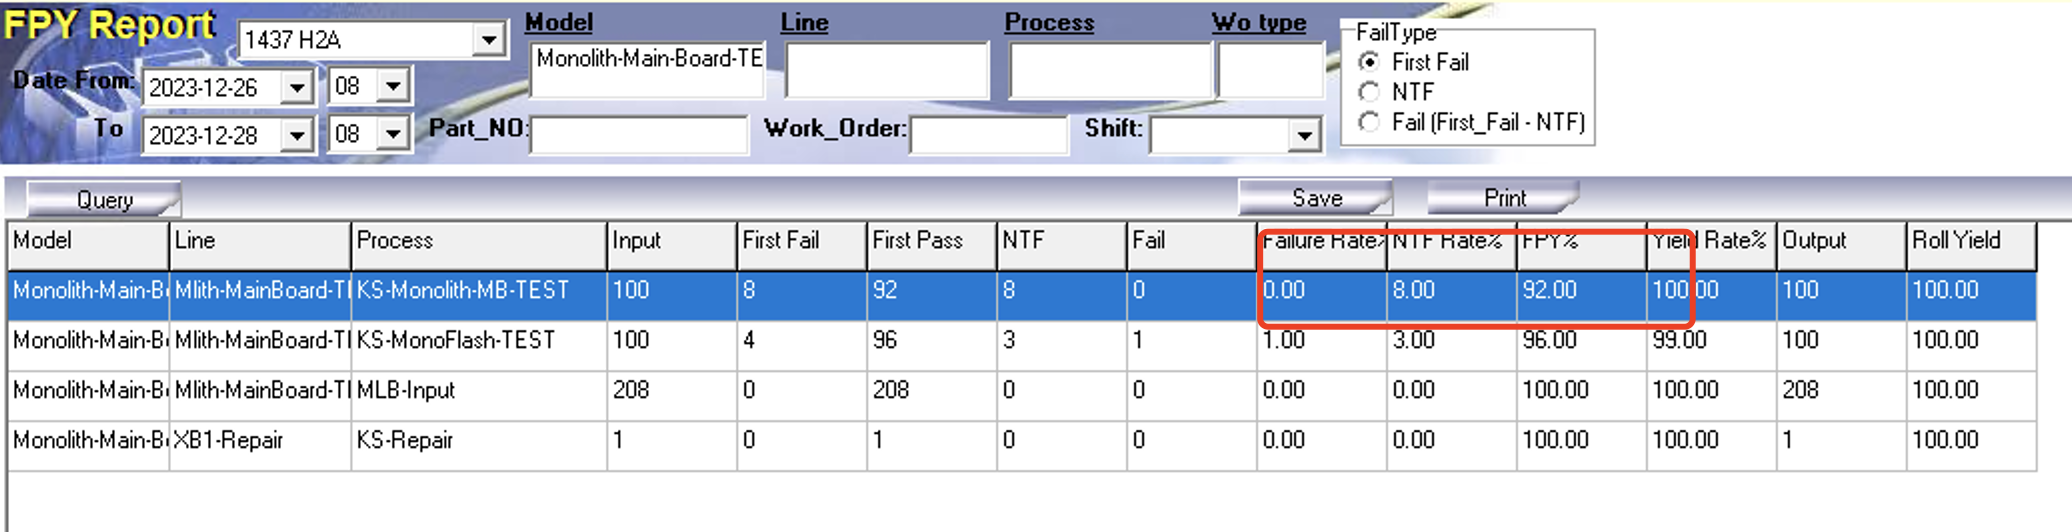 FPY Report
1437 H2A
Model
Line
Process
Wo type
FailType
Monolith-Main-Board-TE
First Fail
Date From:
2023-12-26
08
NTF
To
2023-12-28
08
Part_NO:
Work_Order:
Shift:
Fail (First_Fail - NTF)
Query
Save
Print
Model Line Process Input First Fail First Pass NTF Fail Failure Rate% NTF Rate% FPY% Yield Rate% Output Roll Yield
Monolith-Main-B Mlith-MainBoard-T KS-Monolith-MB-TEST 100 8 92 8 0 0.00 8.00 92.00 100.00 100 100.00
Monolith-Main-B Mlith-MainBoard-T KS-MonoFlash-TEST 100 4 96 3 1 1.00 3.00 96.00 99.00 100 100.00
Monolith-Main-B Mlith-MainBoard-T MLB-Input 208 0 208 0 0 0.00 0.00 100.00 100.00 208 100.00
Monolith-Main-B XB1-Repair KS-Repair 1 0 1 0 0 0.00 0.00 100.00 100.00 1 100.00